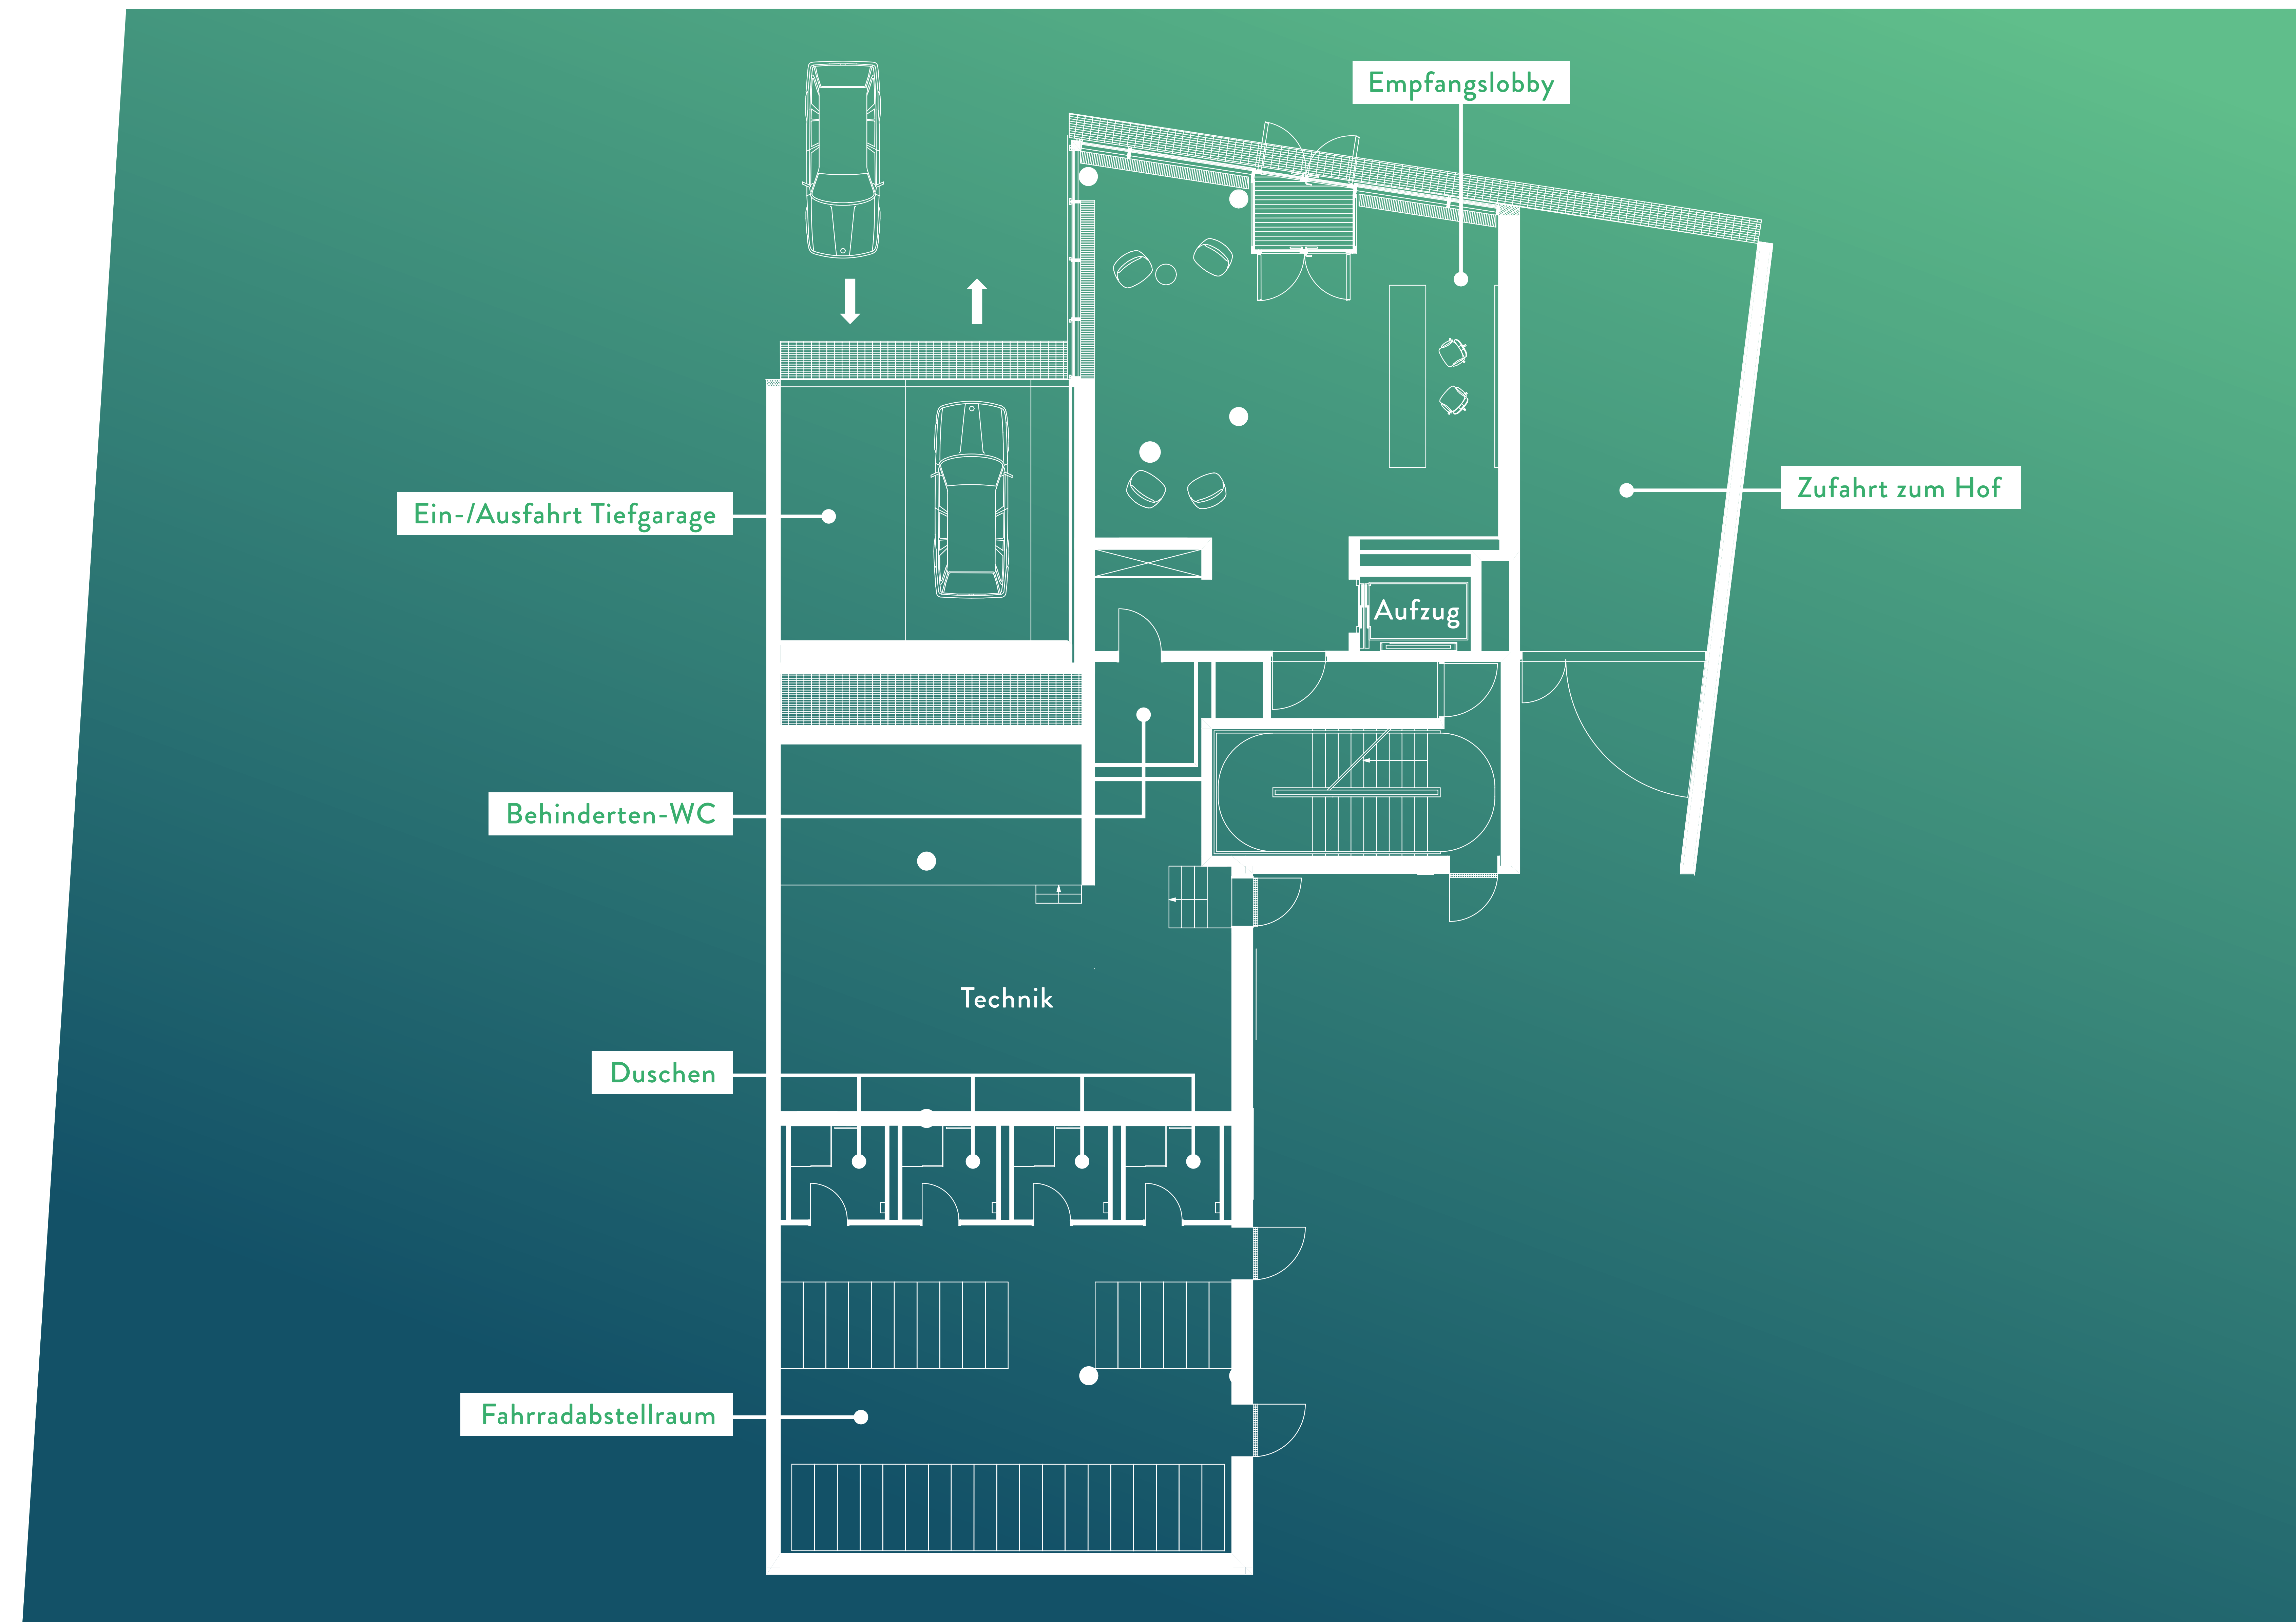 Empfangslobby
Zufahrt zum Hof
Ein-/Ausfahrt Tiefgarage
Aufzug
Behinderten-WC
Technik
Duschen
Fahrradabstellraum